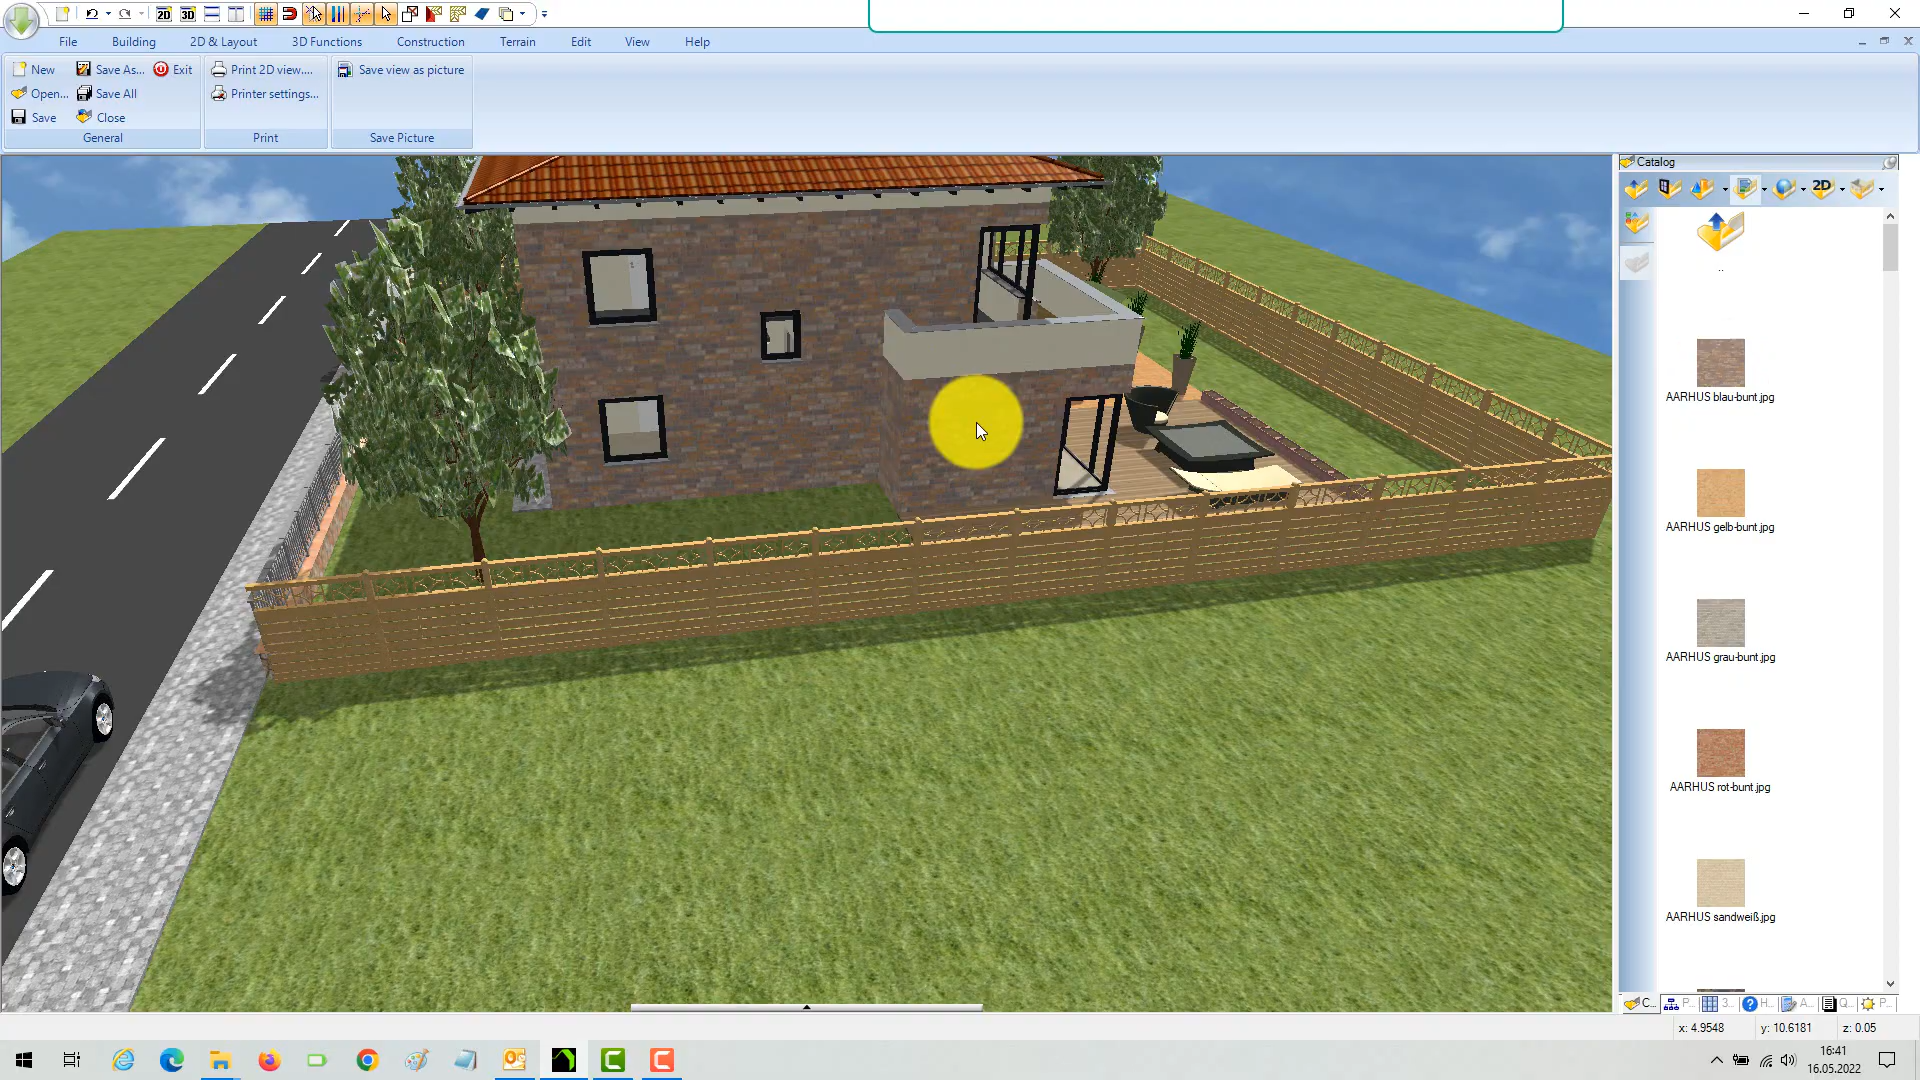 2D 3D
File Building 2D & Layout 3D Functions Construction Terrain Edit View Help
New Save As... Exit Print 2D view.... Save view as picture
Open... Save All Printer settings...
Save Close
General Print Save Picture
Catalog
2D
..
AARHUS blau-bunt.jpg
AARHUS gelb-bunt.jpg
AARHUS grau-bunt.jpg
AARHUS rot-bunt.jpg
AARHUS sandweiß.jpg
C... P... 3... H... A... Q... P...
x: 4.9548 y: 10.6181 z: 0.05
16:41
16.05.2022